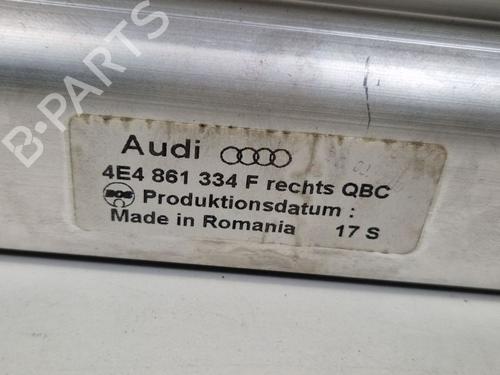 B-PARTS
Audi
4E4 861 334 F rechts QBC
BOS Produktionsdatum :
Made in Romania 17 S